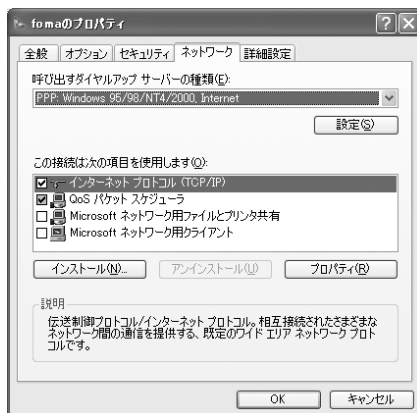 fomaのプロパティ
全般 オプション セキュリティ ネットワーク 詳細設定
呼び出すダイヤルアップ サーバーの種類(E):
PPP: Windows 95/98/NT4/2000, Internet
設定(S)
この接続は次の項目を使用します(O):
インターネット プロトコル (TCP/IP)
QoS パケット スケジューラ
Microsoft ネットワーク用ファイルとプリンタ共有
Microsoft ネットワーク用クライアント
インストール(N)... アンインストール(U) プロパティ(R)
説明
伝送制御プロトコル/インターネット プロトコル。相互接続されたさまざまな
ネットワーク間の通信を提供する、既定のワイド エリア ネットワーク プロト
コルです。
OK キャンセル